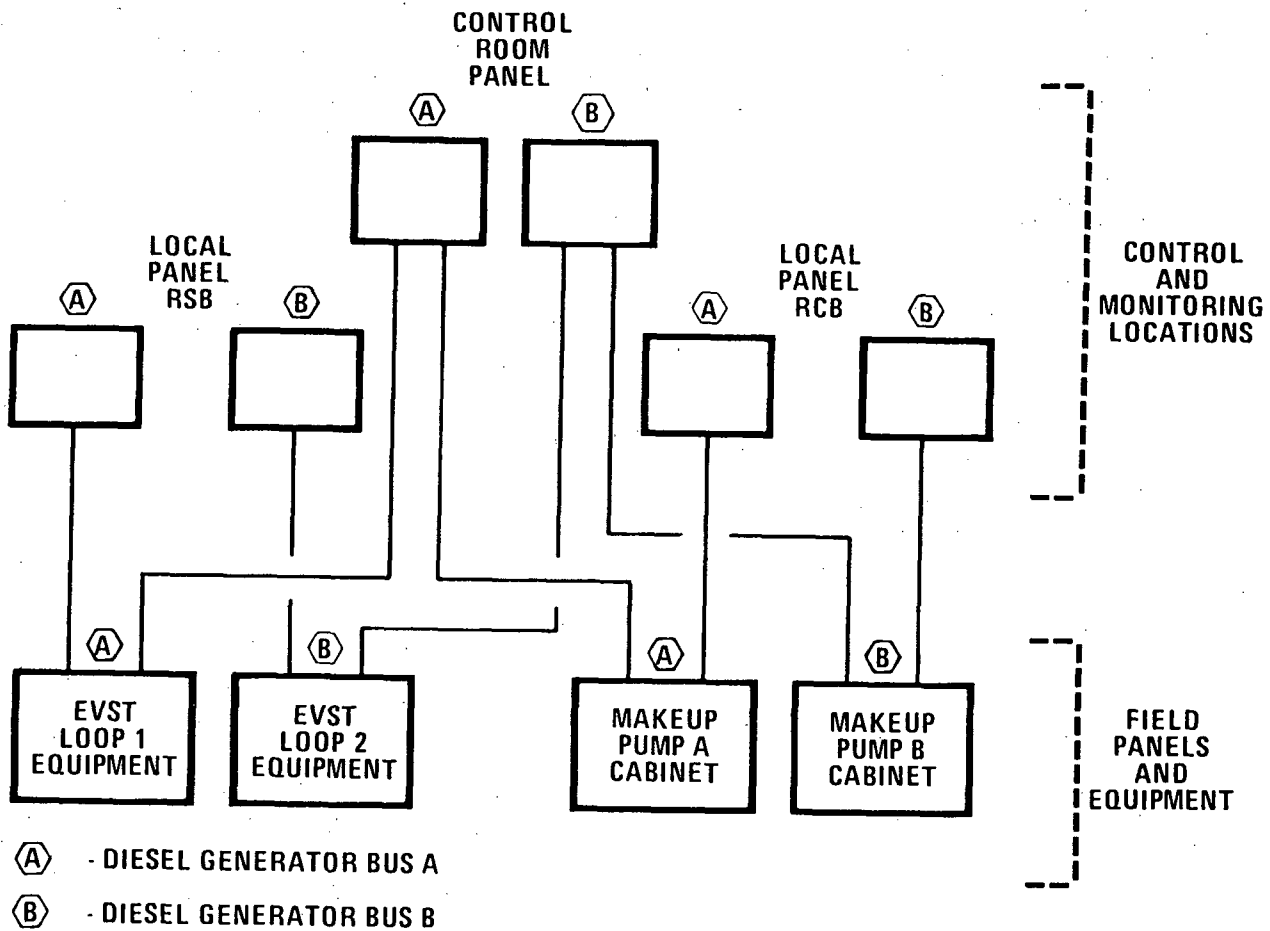 CONTROL
ROOM
PANEL
A
B
LOCAL
PANEL
RSB
A
B
LOCAL
PANEL
RCB
A
B
CONTROL
AND
MONITORING
LOCATIONS
A
B
A
B
EVST
LOOP 1
EQUIPMENT
EVST
LOOP 2
EQUIPMENT
MAKEUP
PUMP A
CABINET
MAKEUP
PUMP B
CABINET
FIELD
PANELS
AND
EQUIPMENT
A - DIESEL GENERATOR BUS A
B - DIESEL GENERATOR BUS B